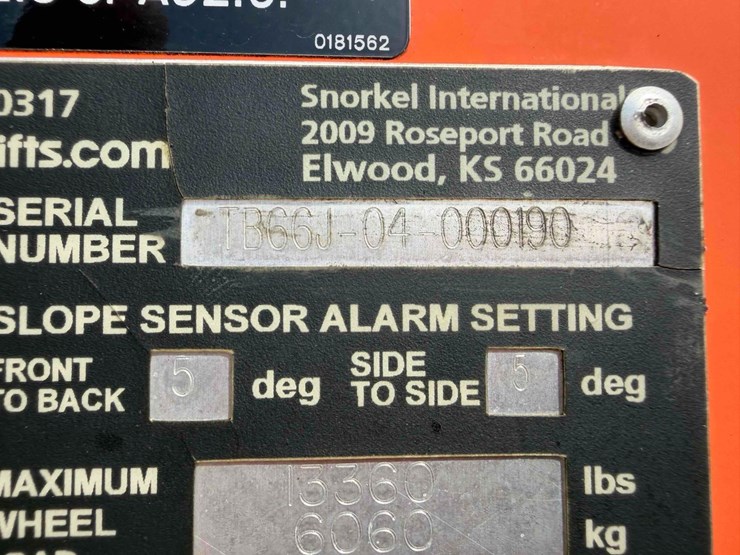 0181562
0317
Snorkel International
ifts.com
2009 Roseport Road
Elwood, KS 66024
SERIAL
NUMBER
TB66J-04-000190
SLOPE SENSOR ALARM SETTING
FRONT
TO BACK
5
deg
SIDE
TO SIDE
5
deg
MAXIMUM
WHEEL
13360
lbs
6060
kg